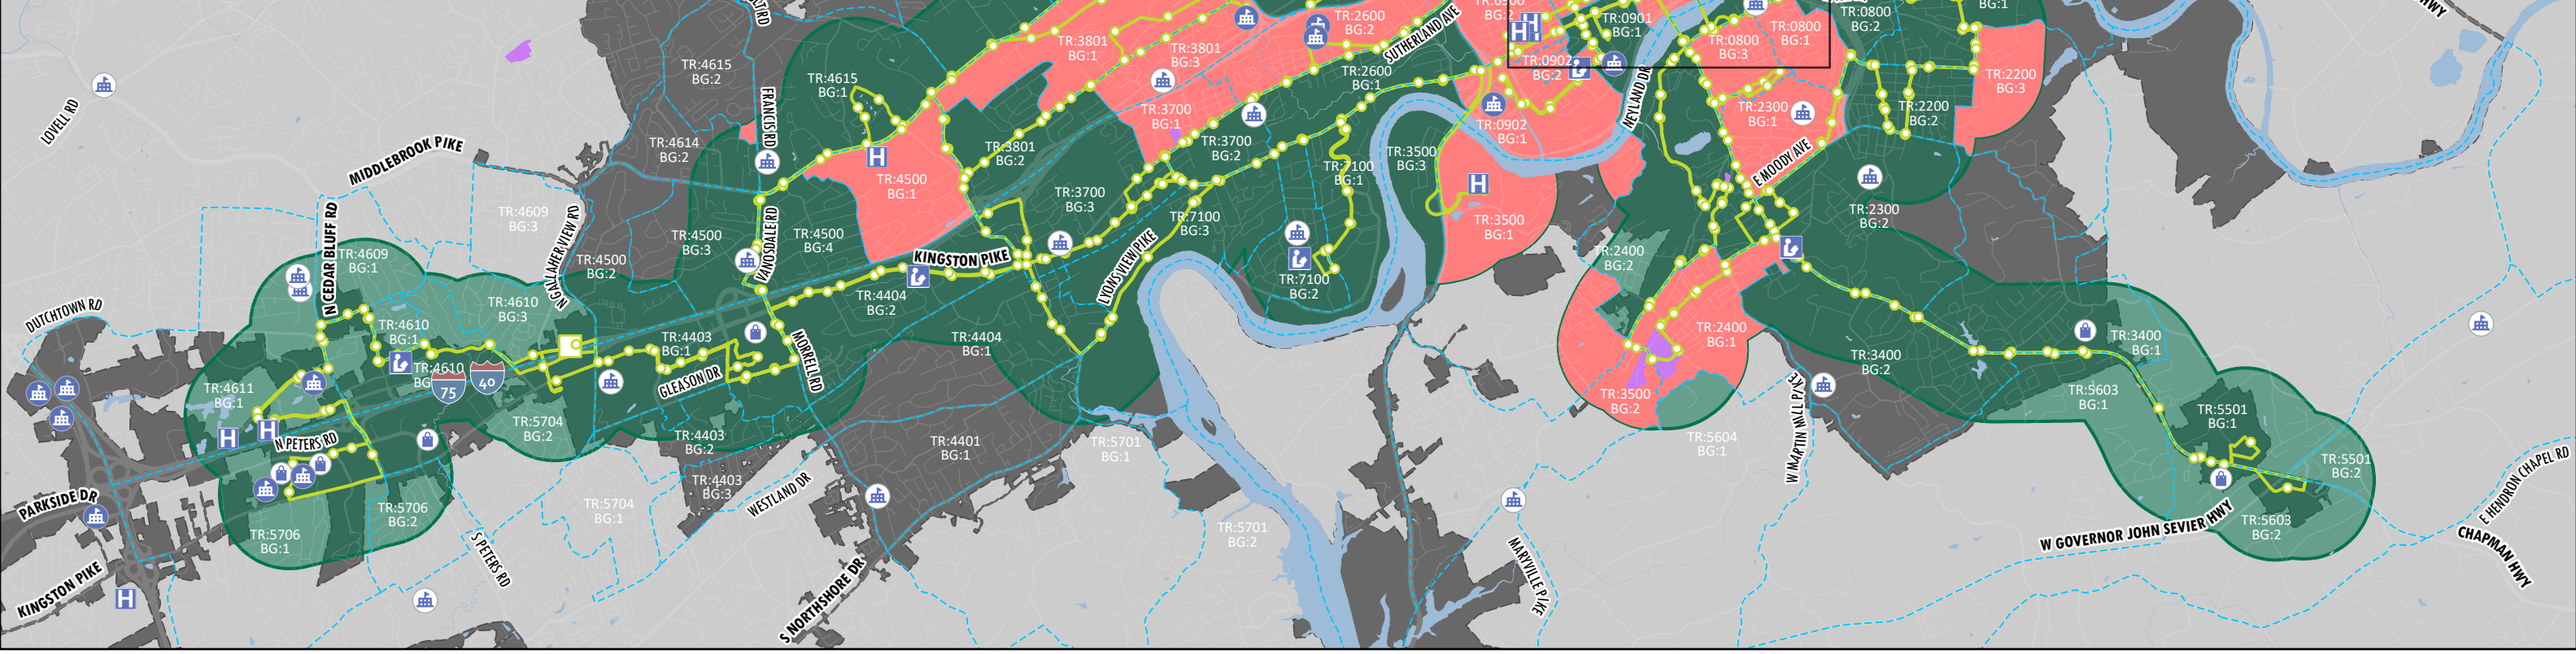 LOVELL RD
MIDDLEBROOK PIKE
DUTCHTOWN RD
N CEDAR BLUFF RD
N GALLAHER VIEW RD
FRANCIS RD
VANOSDALE RD
KINGSTON PIKE
MORRELL RD
GLEASON DR
LYONS VIEW PIKE
SUTHERLAND AVE
NEYLAND DR
E MOODY AVE
HWY
N PETERS RD
PARKSIDE DR
KINGSTON PIKE
S PETERS RD
WESTLAND DR
S NORTHSHORE DR
MARYVILLE PIKE
W MARTIN MILL PIKE
W GOVERNOR JOHN SEVIER HWY
E HENDRON CHAPEL RD
CHAPMAN HWY
75
40
H
H
H
H
H
H
TR:4615
BG:2
TR:4615
BG:1
TR:4614
BG:2
TR:3801
BG:1
TR:3801
BG:3
TR:3801
BG:2
TR:2600
BG:2
TR:2600
BG:1
TR:3700
BG:1
TR:3700
BG:2
TR:3700
BG:3
TR:4500
BG:1
TR:4500
BG:2
TR:4500
BG:3
TR:4500
BG:4
TR:7100
BG:1
TR:7100
BG:2
TR:7100
BG:3
TR:3500
BG:3
TR:3500
BG:1
TR:3500
BG:2
BG:2
TR:0901
BG:1
TR:0902
BG:2
TR:0902
BG:1
TR:0800
BG:3
TR:0800
BG:1
TR:0800
BG:2
BG:1
TR:2200
BG:3
TR:2200
BG:2
TR:2300
BG:1
TR:2300
BG:2
TR:2400
BG:2
TR:2400
BG:1
TR:3400
BG:1
TR:3400
BG:2
TR:5603
BG:1
TR:5603
BG:2
TR:5501
BG:1
TR:5501
BG:2
TR:5604
BG:1
TR:4609
BG:3
TR:4609
BG:1
TR:4610
BG:3
TR:4610
BG:1
TR:4610
BG
TR:4611
BG:1
TR:5704
BG:2
TR:5704
BG:1
TR:5706
BG:1
TR:5706
BG:2
TR:4403
BG:1
TR:4403
BG:2
TR:4403
BG:3
TR:4404
BG:2
TR:4404
BG:1
TR:4401
BG:1
TR:5701
BG:1
TR:5701
BG:2